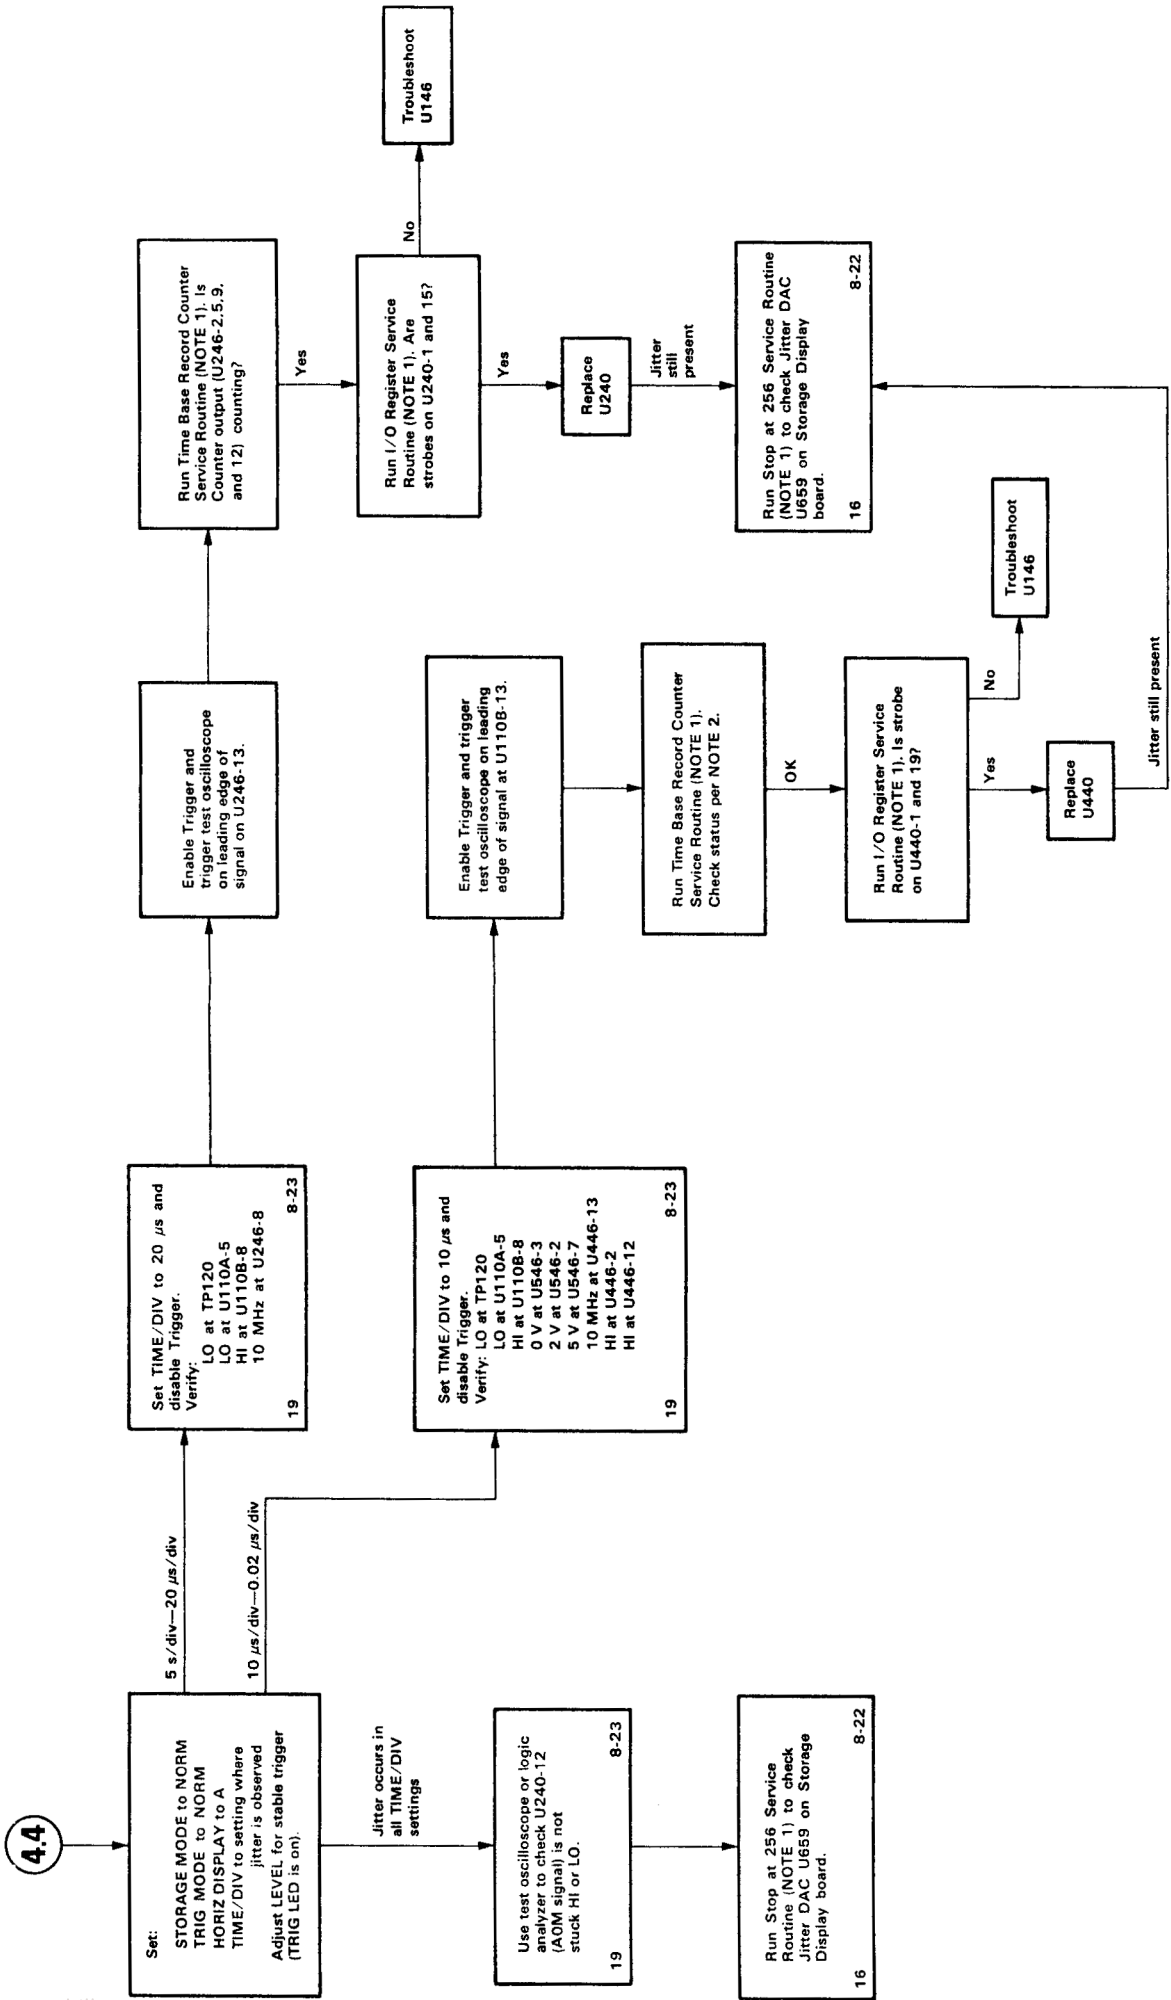 4.4
Set:
STORAGE MODE to NORM
TRIG MODE to NORM
HORIZ DISPLAY to A
TIME/DIV to setting where
jitter is observed
Adjust LEVEL for stable trigger
(TRIG LED is on).
5 s/div—20 µs/div
10 µs/div—0.02 µs/div
Jitter occurs in
all TIME/DIV
settings
Set TIME/DIV to 20 µs and
disable Trigger.
Verify:
LO at TP120
LO at U110A-5
HI at U110B-8
10 MHz at U246-8
19 8-23
Enable Trigger and
trigger test oscilloscope
on leading edge of
signal on U246-13.
Run Time Base Record Counter
Service Routine (NOTE 1). Is
Counter output (U246-2.5.9.
and 12) counting?
Yes
Run I/O Register Service
Routine (NOTE 1). Are
strobes on U240-1 and 15?
No
Troubleshoot
U146
Yes
Replace
U240
Jitter
still
present
Run Stop at 256 Service Routine
(NOTE 1) to check Jitter DAC
U659 on Storage Display
board.
16 8-22
Set TIME/DIV to 10 µs and
disable Trigger.
Verify: LO at TP120
LO at U110A-5
HI at U110B-8
0 V at U546-3
2 V at U546-2
5 V at U546-7
10 MHz at U446-13
HI at U446-2
HI at U446-12
19 8-23
Enable Trigger and trigger
test oscilloscope on leading
edge of signal at U110B-13.
Run Time Base Record Counter
Service Routine (NOTE 1).
Check status per NOTE 2.
OK
Run I/O Register Service
Routine (NOTE 1). Is strobe
on U440-1 and 19?
No
Troubleshoot
U146
Yes
Replace
U440
Jitter still present
Use test oscilloscope or logic
analyzer to check U240-12
(A0M signal) is not
stuck HI or LO.
19 8-23
Run Stop at 256 Service
Routine (NOTE 1) to check
Jitter DAC U659 on Storage
Display board.
16 8-22